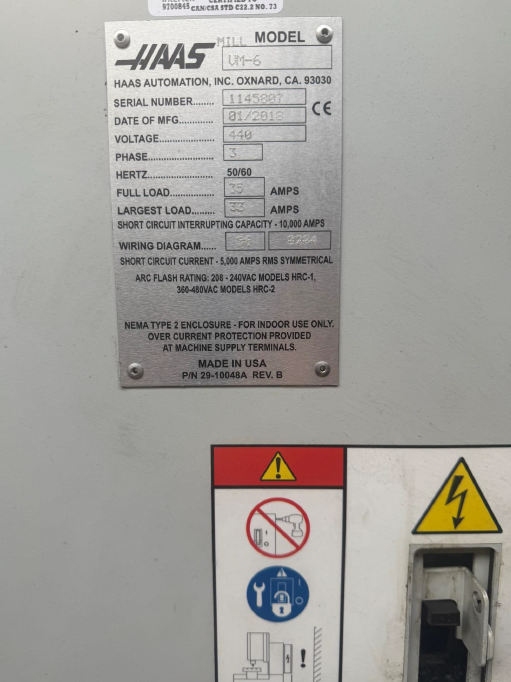 9700845 CAN/CSA STD C22.2 NO. 73
HAAS MILL MODEL
VM-6
HAAS AUTOMATION, INC. OXNARD, CA. 93030
SERIAL NUMBER........ 1145807
DATE OF MFG............ 01/2018
CE
VOLTAGE.................... 440
PHASE........................ 3
HERTZ........................ 50/60
FULL LOAD................ 35 AMPS
LARGEST LOAD........ 33 AMPS
SHORT CIRCUIT INTERRUPTING CAPACITY - 10,000 AMPS
WIRING DIAGRAM......
SHORT CIRCUIT CURRENT - 5,000 AMPS RMS SYMMETRICAL
ARC FLASH RATING: 208 - 240VAC MODELS HRC-1,
360-480VAC MODELS HRC-2
NEMA TYPE 2 ENCLOSURE - FOR INDOOR USE ONLY.
OVER CURRENT PROTECTION PROVIDED
AT MACHINE SUPPLY TERMINALS.
MADE IN USA
P/N 29-10048A REV. B